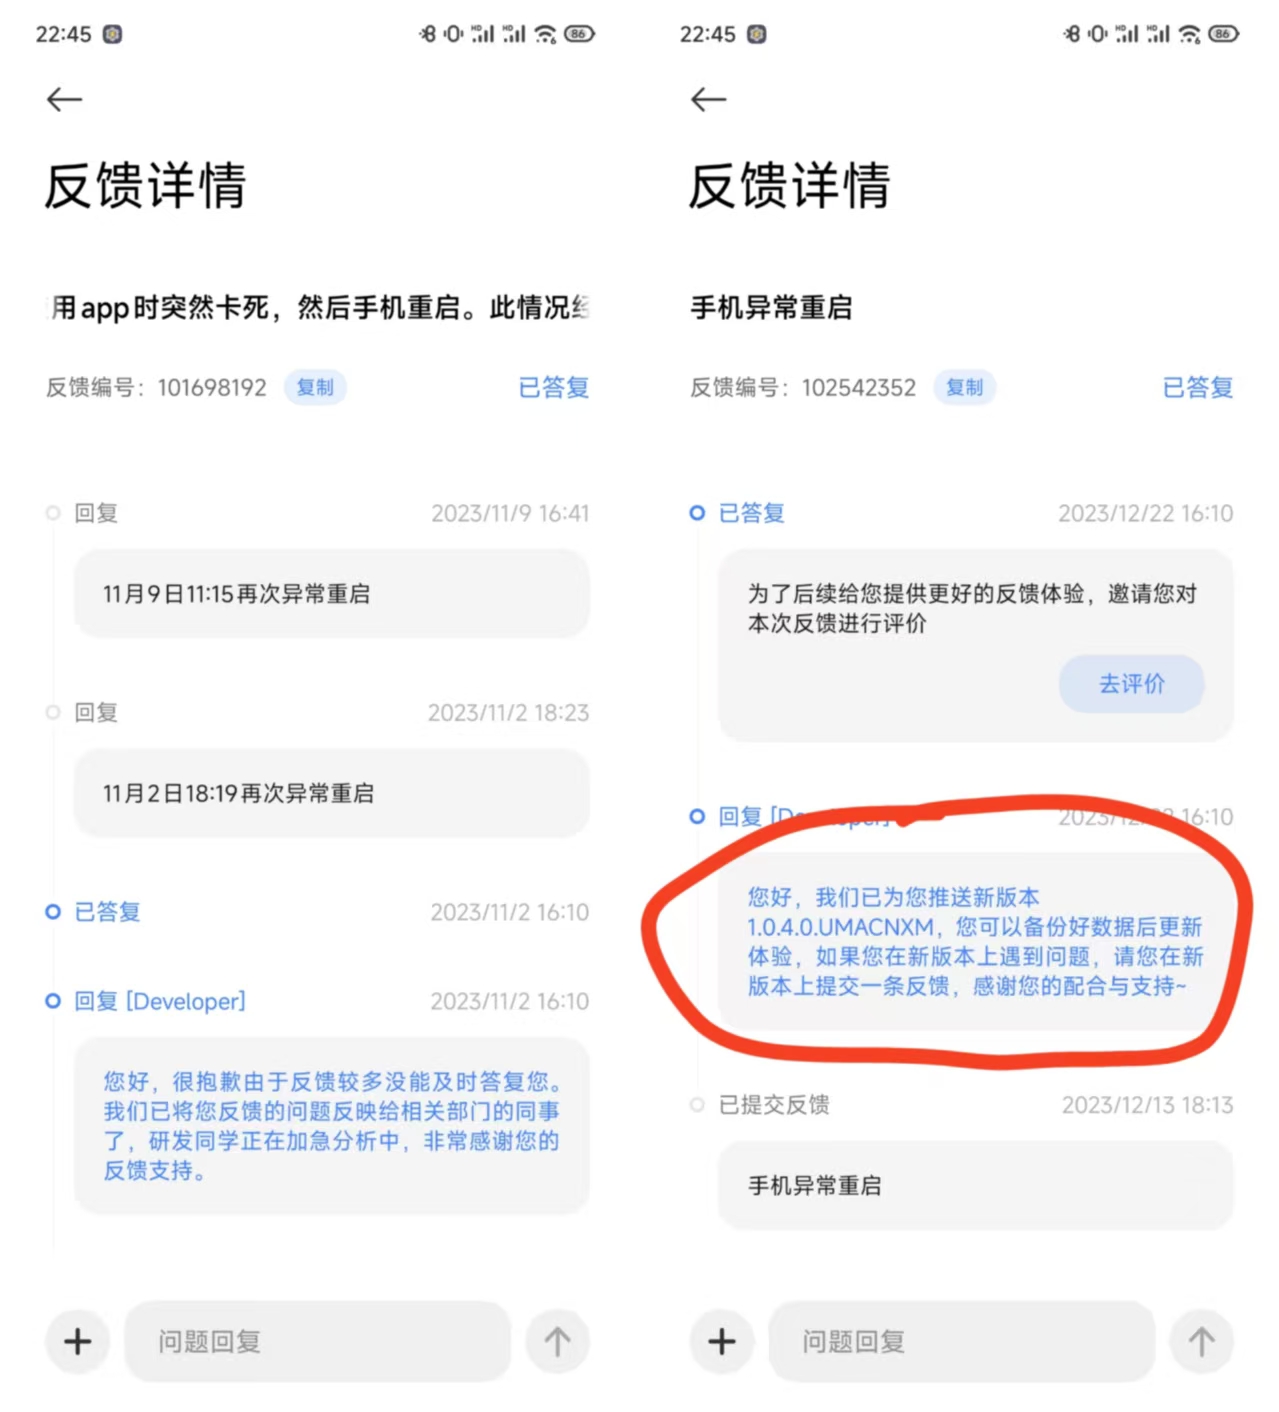 22:45
HD HD 86
反馈详情
用app时突然卡死，然后手机重启。此情况
反馈编号：101698192 复制 已答复
回复 2023/11/9 16:41
11月9日11:15再次异常重启
回复 2023/11/2 18:23
11月2日18:19再次异常重启
已答复 2023/11/2 16:10
回复 [Developer] 2023/11/2 16:10
您好，很抱歉由于反馈较多没能及时答复您。
我们已将您反馈的问题反映给相关部门的同事
了，研发同学正在加急分析中，非常感谢您的
反馈支持。
问题回复
22:45
HD HD 86
反馈详情
手机异常重启
反馈编号：102542352 复制 已答复
已答复 2023/12/22 16:10
为了后续给您提供更好的反馈体验，邀请您对
本次反馈进行评价
去评价
回复 [Developer] 2023/12/22 16:10
您好，我们已为您推送新版本
1.0.4.0.UMACNXM，您可以备份好数据后更新
体验，如果您在新版本上遇到问题，请您在新
版本上提交一条反馈，感谢您的配合与支持~
已提交反馈 2023/12/13 18:13
手机异常重启
问题回复